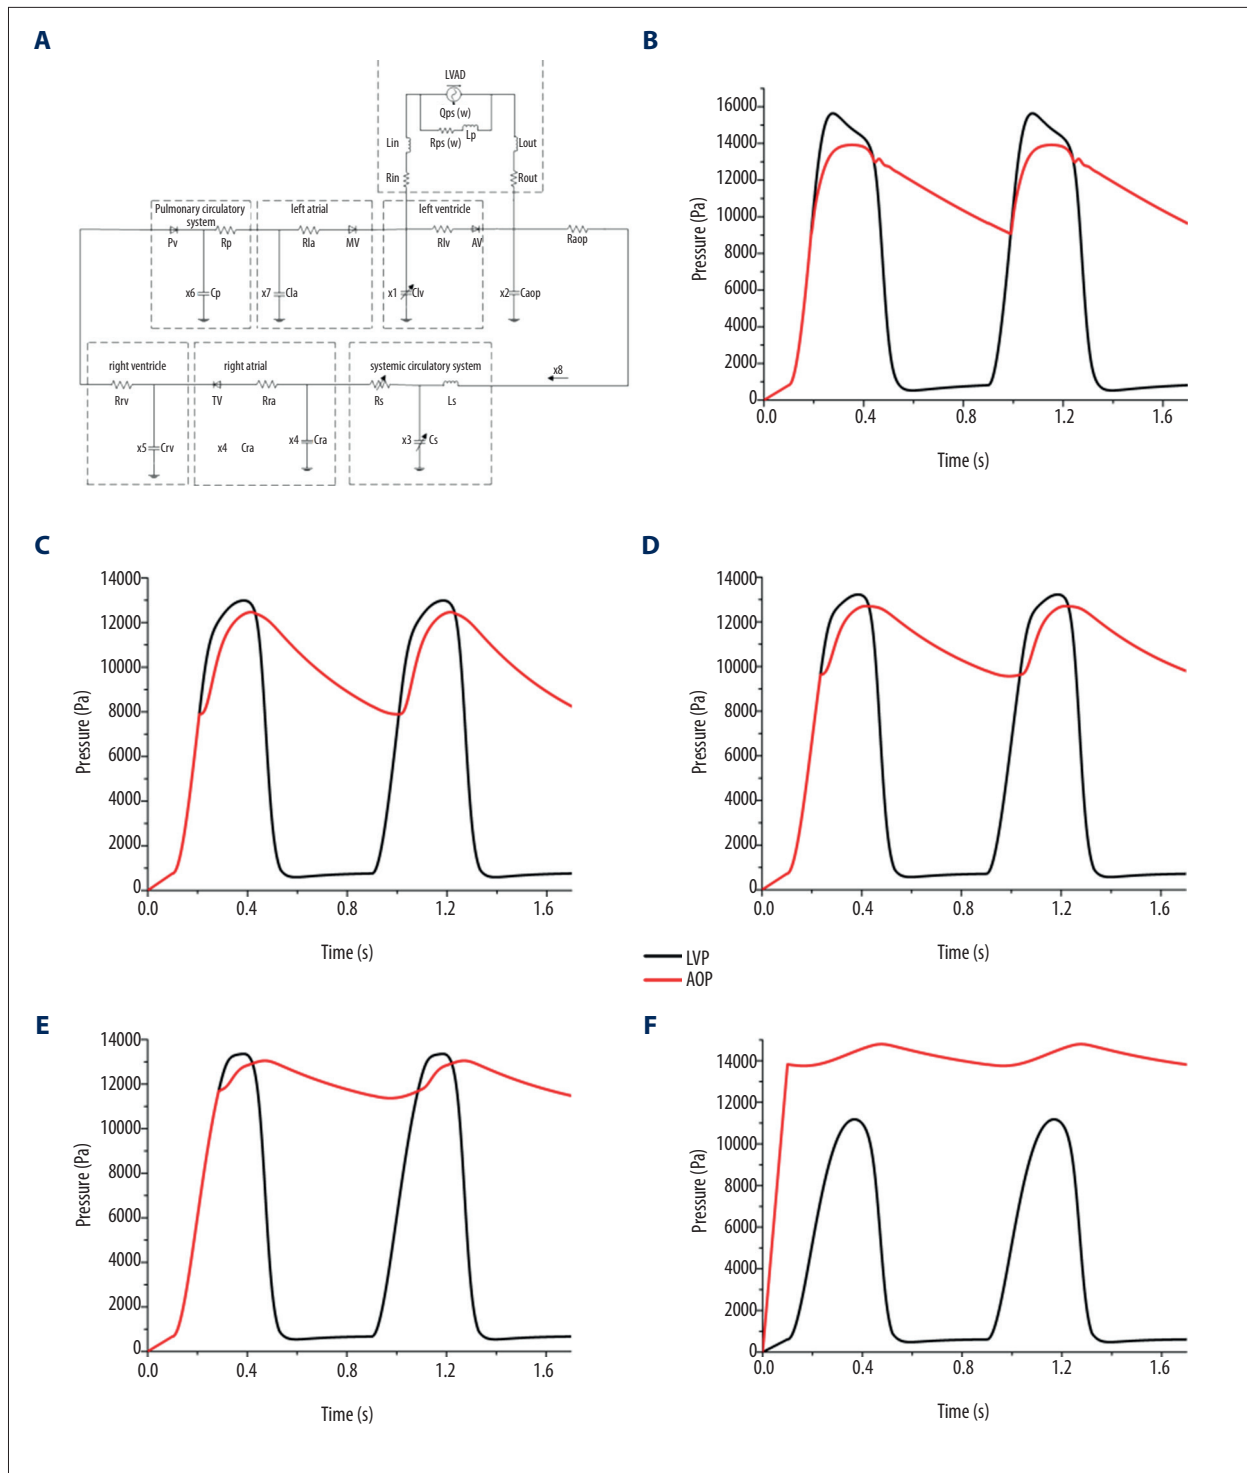 A
LVAD
Qps (w)
Lp
Rps (w)
Lin
Lout
Rin
Rout
Pulmonary circulatory system
left atrial
left ventricle
Pv
Rp
Rla
MV
Rlv
AV
Raop
x6 Cp
x7 Cla
x1 Clv
x2 Caop
right ventricle
right atrial
systemic circulatory system
x8
Rrv
TV
Rra
Rs
Ls
x5 Crv
x4 Cra
x4 Cra
x3 Cs
B
16000
14000
12000
10000
8000
6000
4000
2000
0
Pressure (Pa)
0.0 0.4 0.8 1.2 1.6
Time (s)
C
14000
12000
10000
8000
6000
4000
2000
0
Pressure (Pa)
0.0 0.4 0.8 1.2 1.6
Time (s)
D
14000
12000
10000
8000
6000
4000
2000
0
Pressure (Pa)
0.0 0.4 0.8 1.2 1.6
Time (s)
LVP
AOP
E
14000
12000
10000
8000
6000
4000
2000
0
Pressure (Pa)
0.0 0.4 0.8 1.2 1.6
Time (s)
F
14000
12000
10000
8000
6000
4000
2000
0
Pressure (Pa)
0.0 0.4 0.8 1.2 1.6
Time (s)